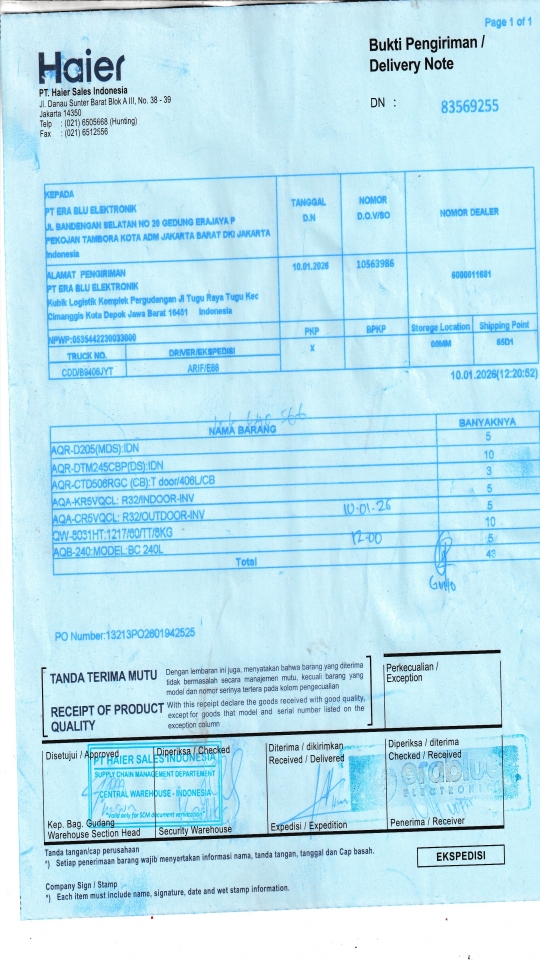 Page 1 of 1
Haier
Bukti Pengiriman /
Delivery Note
PT. Haier Sales Indonesia
Jl. Danau Sunter Barat Blok A III, No. 38 - 39
Jakarta 14350
Telp : (021) 6505668 (Hunting)
Fax : (021) 6512556
DN : 83569255
KEPADA
PT ERA BLU ELEKTRONIK
JL BANDENGAN SELATAN NO 20 GEDUNG ERAJAYA P
PEKOJAN TAMBORA KOTA ADM JAKARTA BARAT DKI JAKARTA
Indonesia
TANGGAL D.N
NOMOR D.O.V/SO
NOMOR DEALER
ALAMAT PENGIRIMAN
PT ERA BLU ELEKTRONIK
Kubik Logistik Komplek Pergudangan Jl Tugu Raya Tugu Kec
Cimanggis Kota Depok Jawa Barat 16451 Indonesia
10.01.2026
10563986
6000011681
NPWP:0535442230033000
PKP
BPKP
Storage Location
Shipping Point
TRUCK NO.
DRIVER/EKSPEDISI
X
65D1
CDD/B9406JYT
ARIF/E66
10.01.2026(12:20:52)
NAMA BARANG BANYAKNYA
AQR-D205(MDS):IDN 5
AQR-DTM245CBP(DS):IDN 10
AQR-CTD506RGC (CB):T door/406L/CB 3
AQA-KR5VQCL: R32/INDOOR-INV 5
AQA-CR5VQCL: R32/OUTDOOR-INV 5
QW-8031HT:1217/60/TT/8KG 10
AQB-240:MODEL:BC 240L 5
Total 43
10-01-26
12-00
PO Number:13213PO2601942525
TANDA TERIMA MUTU
Dengan lembaran ini juga, menyatakan bahwa barang yang diterima
tidak bermasalah secara manajemen mutu, kecuali barang yang
model dan nomor serinya tertera pada kolom pengecualian
RECEIPT OF PRODUCT
QUALITY
With this receipt declare the goods received with good quality,
except for goods that model and serial number listed on the
exception column
Perkecualian /
Exception
Disetujui / Approved
Diperiksa / Checked
Diterima / dikirimkan
Received / Delivered
Diperiksa / diterima
Checked / Received
PT HAIER SALES INDONESIA
SUPPLY CHAIN MANAGEMENT DEPARTEMENT
CENTRAL WAREHOUSE - INDONESIA
*Valid only for SCM document verification*
erablue
ELECTRONICS
Kep. Bag. Gudang
Warehouse Section Head
Security Warehouse
Expedisi / Expedition
Penerima / Receiver
Tanda tangan/cap perusahaan
*) Setiap penerimaan barang wajib menyertakan informasi nama, tanda tangan, tanggal dan Cap basah.
EKSPEDISI
Company Sign / Stamp
*) Each item must include name, signature, date and wet stamp information.